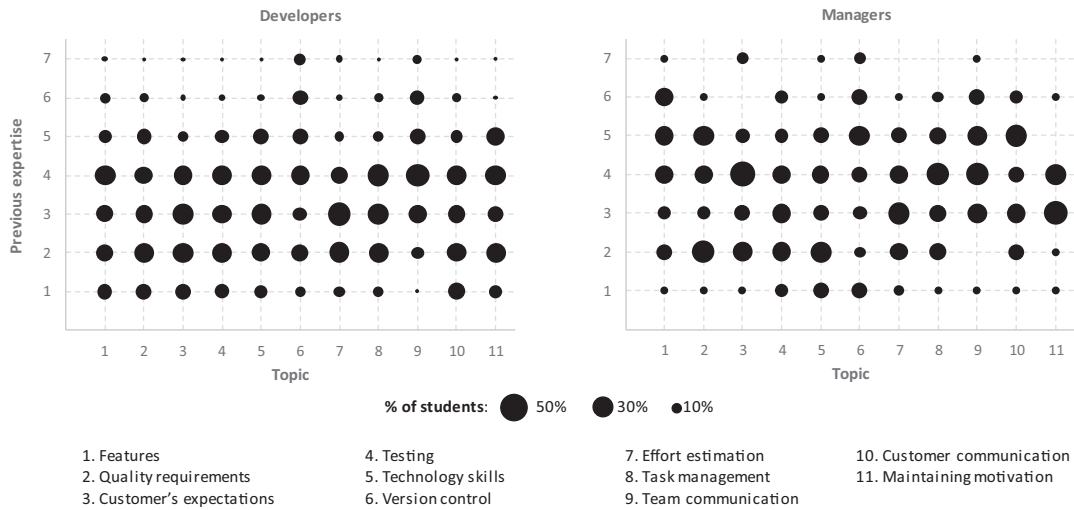 Developers
Managers
Previous expertise
7 7
6 6
5 5
4 4
3 3
2 2
1 1
1 2 3 4 5 6 7 8 9 10 11 1 2 3 4 5 6 7 8 9 10 11
Topic Topic
% of students: 50% 30% 10%
1. Features 4. Testing 7. Effort estimation 10. Customer communication
2. Quality requirements 5. Technology skills 8. Task management 11. Maintaining motivation
3. Customer's expectations 6. Version control 9. Team communication